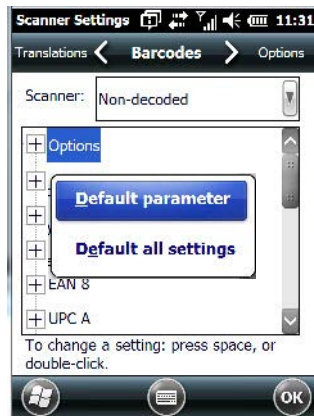 Scanner Settings 11:31
Translations Barcodes Options
Scanner: Non-decoded
Options
Default parameter
Default all settings
EAN 8
UPC A
To change a setting: press space, or
double-click.
OK